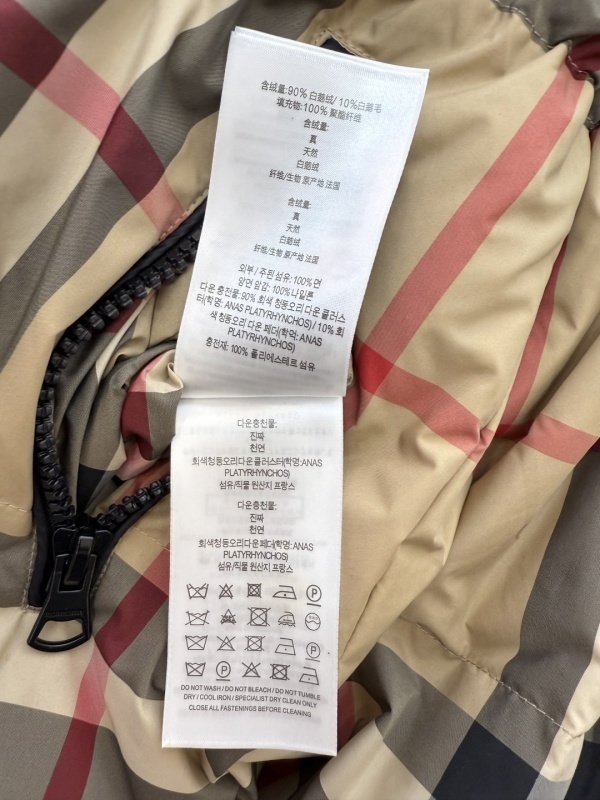 含绒量:90% 白鹅绒/ 10%白鹅毛
填充物:100% 聚酯纤维
含绒量:
真
天然
白鹅绒
纤维/生物 原产地 法国
含绒量:
真
天然
白鹅绒
纤维/生物 原产地 法国
외부 / 주된 섬유: 100% 면
양면 안감: 100% 나일론
다운 충전물: 90% 회색 청둥오리 다운 클러스
터(학명: ANAS PLATYRHYNCHOS) / 10% 회
색 청둥오리 다운 페더(학명: ANAS
PLATYRHYNCHOS)
충전재: 100% 폴리에스테르 섬유
다운충전물:
진짜
천연
회색청둥오리다운클러스터(학명:ANAS
PLATYRHYNCHOS)
섬유/직물 원산지 프랑스
다운충전물:
진짜
천연
회색청둥오리다운페더(학명:ANAS
PLATYRHYNCHOS)
섬유/직물 원산지 프랑스
P
P
P
DO NOT WASH / DO NOT BLEACH / DO NOT TUMBLE
DRY / COOL IRON / SPECIALIST DRY CLEAN ONLY
CLOSE ALL FASTENINGS BEFORE CLEANING